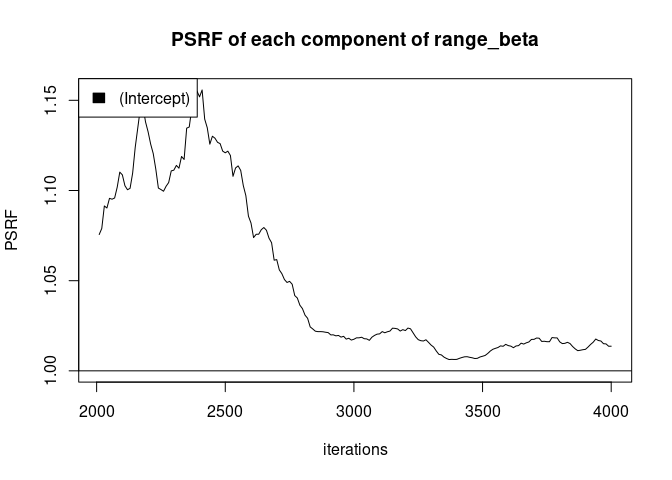 PSRF of each component of range_beta
(Intercept)
PSRF
1.15
1.10
1.05
1.00
2000 2500 3000 3500 4000
iterations